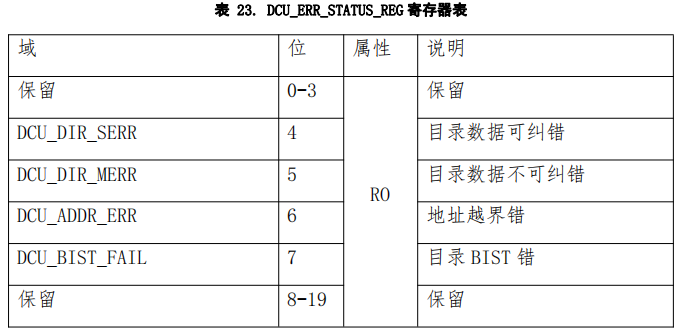 表 23. DCU_ERR_STATUS_REG 寄存器表
域 位 属性 说明
保留 0-3 保留
DCU_DIR_SERR 4 目录数据可纠错
DCU_DIR_MERR 5 目录数据不可纠错
RO
DCU_ADDR_ERR 6 地址越界错
DCU_BIST_FAIL 7 目录 BIST 错
保留 8-19 保留